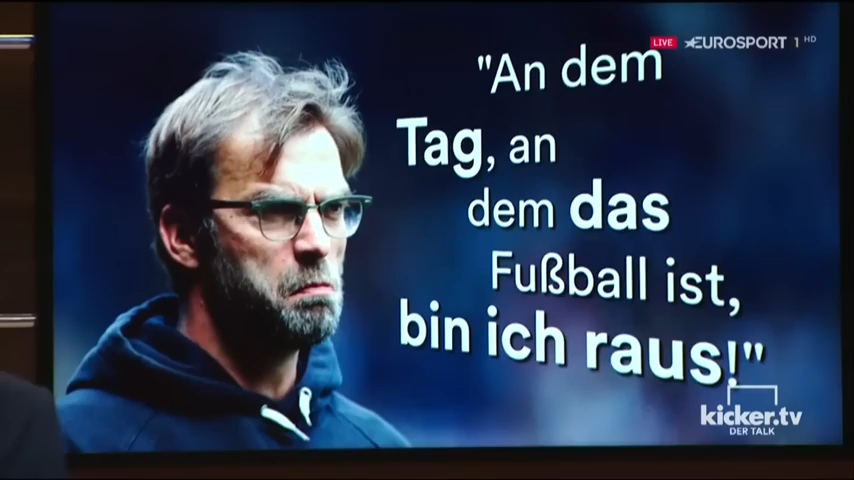 LIVE EUROSPORT 1 HD
"An dem
Tag, an
dem das
Fußball ist,
bin ich raus!"
kicker.tv
DER TALK